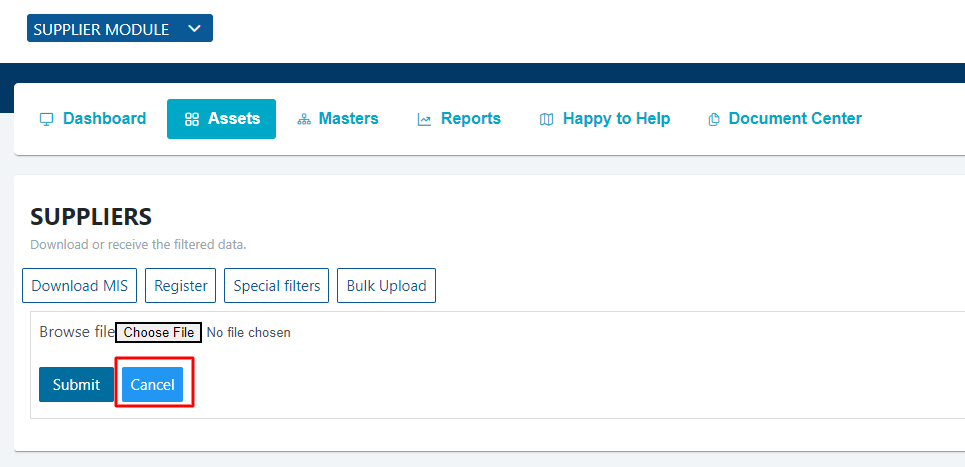 SUPPLIER MODULE
Dashboard Assets Masters Reports Happy to Help Document Center
SUPPLIERS
Download or receive the filtered data.
Download MIS Register Special filters Bulk Upload
Browse file Choose File No file chosen
Submit Cancel